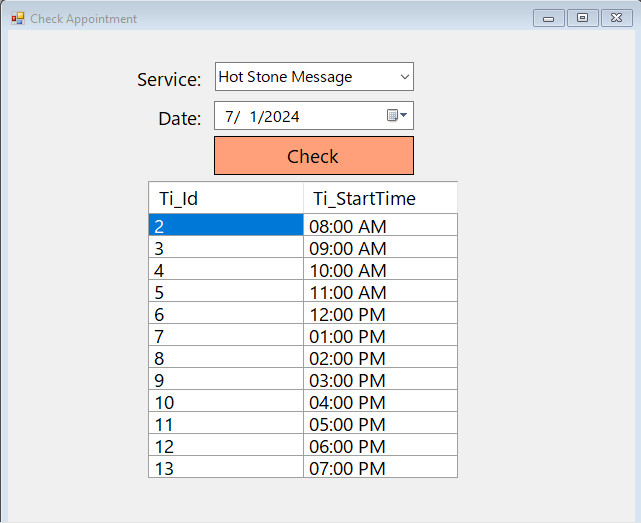 Check Appointment
Service: Hot Stone Message
Date: 7/ 1/2024
Check
Ti_Id Ti_StartTime
2 08:00 AM
3 09:00 AM
4 10:00 AM
5 11:00 AM
6 12:00 PM
7 01:00 PM
8 02:00 PM
9 03:00 PM
10 04:00 PM
11 05:00 PM
12 06:00 PM
13 07:00 PM